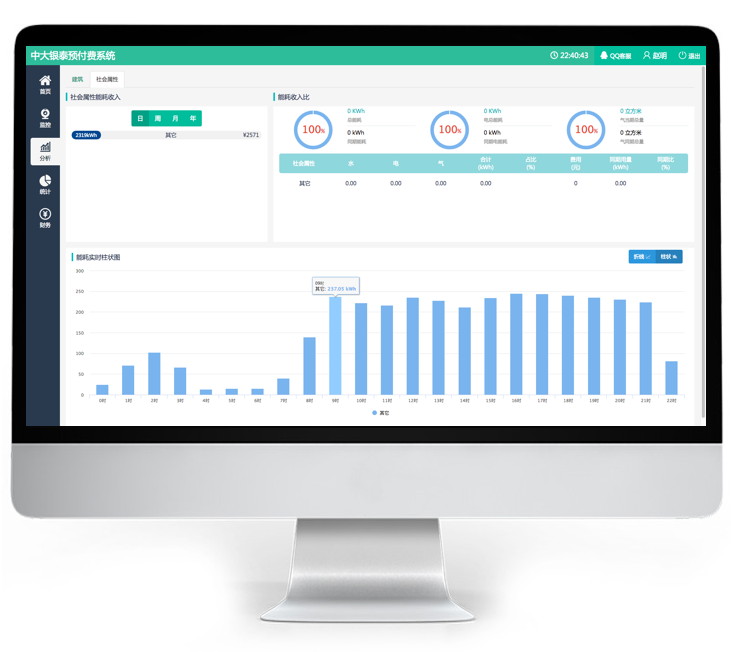 中大银泰预付费系统
22:40:43
QQ客服
赵明
退出
首页
监控
分析
统计
财务
建筑
社会属性
社会属性能耗收入
日 周 月 年
2319kWh 其它 ¥2571
能耗收入比
100%
0 KWh
总能耗
0 kWh
同期能耗
100%
0 KWh
电总能耗
0 kWh
同期电能耗
100%
0 立方米
气当期总量
0 立方米
气同期总量
社会属性 水 电 气 合计 (kWh) 占比 (%) 费用 (元) 同期用量 (kWh) 同期比 (%)
其它 0.00 0.00 0.00 0.00 0 0.00
能耗实时柱状图
折线 柱状
300
250
200
150
100
50
0
09时
其它: 237.05 kWh
0时 1时 2时 3时 4时 5时 6时 7时 8时 9时 10时 11时 12时 13时 14时 15时 16时 17时 18时 19时 20时 21时 22时
其它